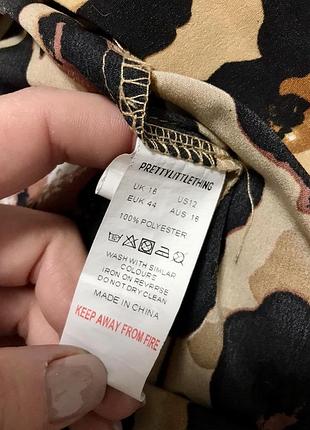 PRETTYLITTLETHING
UK 16 US12
EUK 44 AUS 16
100% POLYESTER
WASH WITH SIMLAR
COLOURS
IRON ON REVERSE
DO NOT DRY CLEAN
MADE IN CHINA
KEEP AWAY FROM FIRE